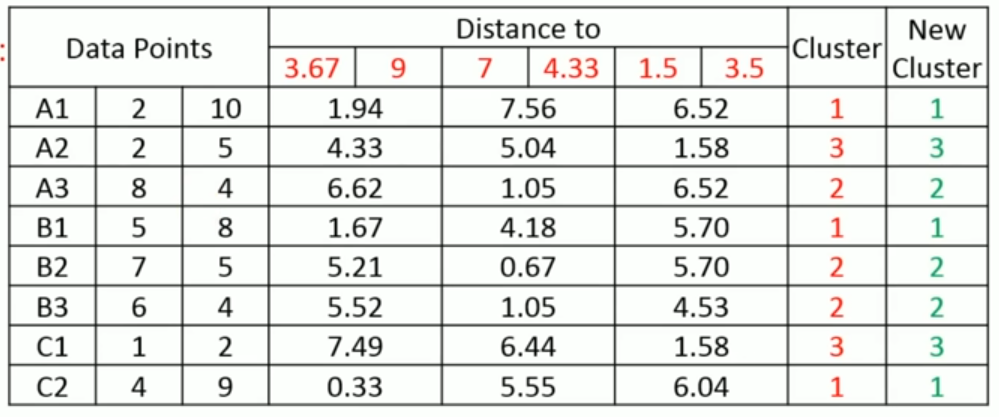 : Data Points Distance to Cluster New Cluster
3.67 9 7 4.33 1.5 3.5
A1 2 10 1.94 7.56 6.52 1 1
A2 2 5 4.33 5.04 1.58 3 3
A3 8 4 6.62 1.05 6.52 2 2
B1 5 8 1.67 4.18 5.70 1 1
B2 7 5 5.21 0.67 5.70 2 2
B3 6 4 5.52 1.05 4.53 2 2
C1 1 2 7.49 6.44 1.58 3 3
C2 4 9 0.33 5.55 6.04 1 1